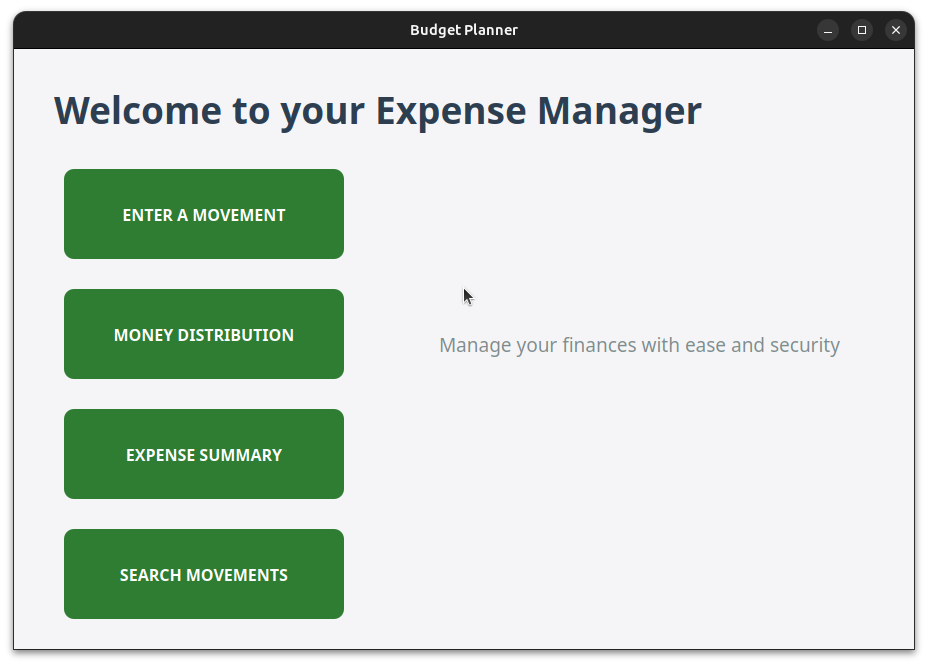 Budget Planner
Welcome to your Expense Manager
ENTER A MOVEMENT
MONEY DISTRIBUTION
Manage your finances with ease and security
EXPENSE SUMMARY
SEARCH MOVEMENTS